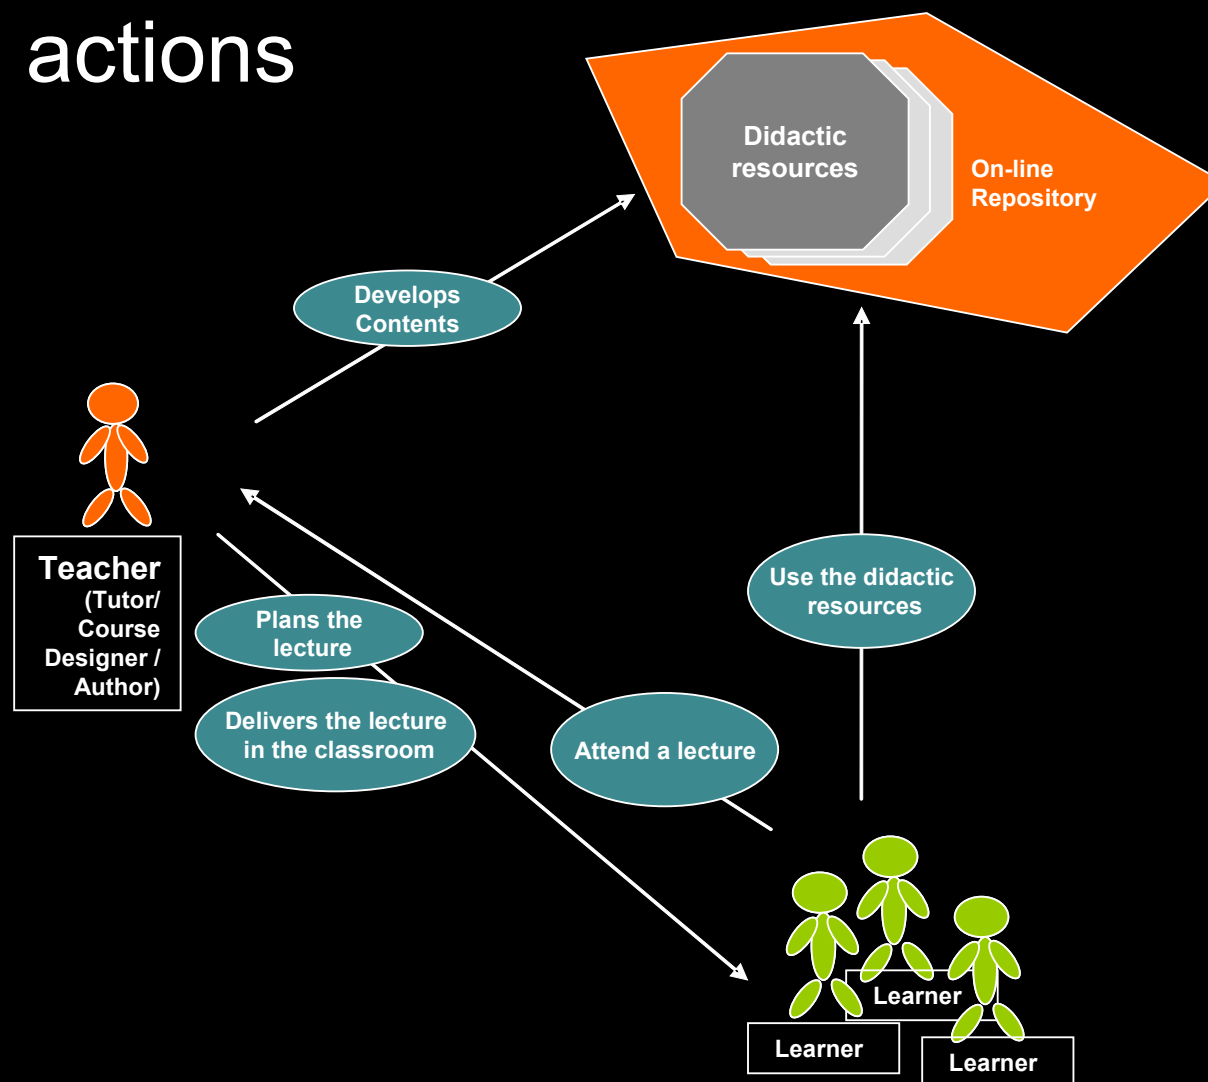 actions
Didactic
resources
On-line
Repository
Develops
Contents
Teacher
(Tutor/
Course
Designer /
Author)
Plans the
lecture
Delivers the lecture
in the classroom
Attend a lecture
Use the didactic
resources
Learner
Learner
Learner